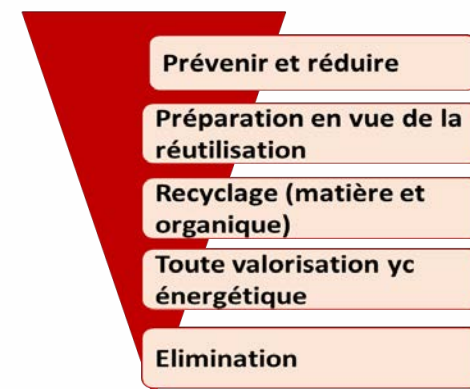 Prévenir et réduire
Préparation en vue de la
réutilisation
Recyclage (matière et
organique)
Toute valorisation yc
énergétique
Elimination